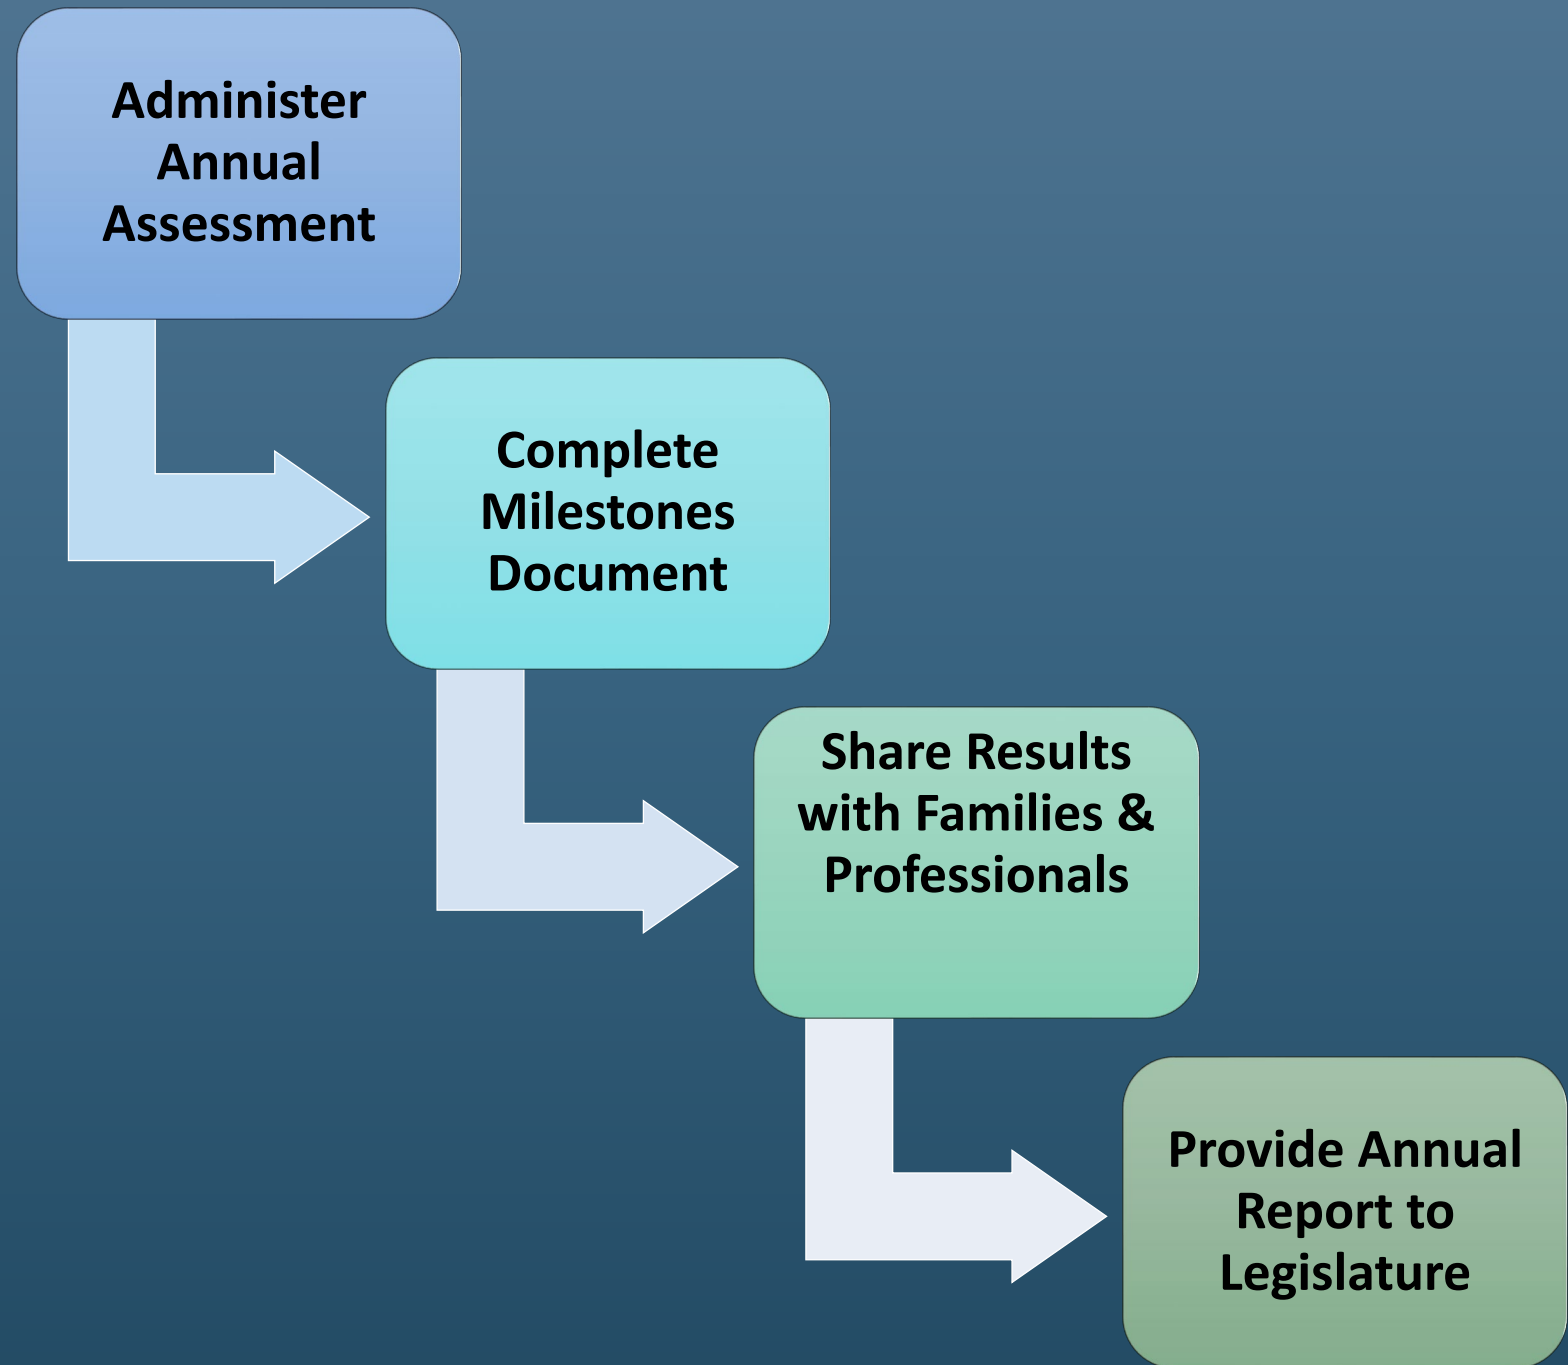 Administer
Annual
Assessment
Complete
Milestones
Document
Share Results
with Families &
Professionals
Provide Annual
Report to
Legislature